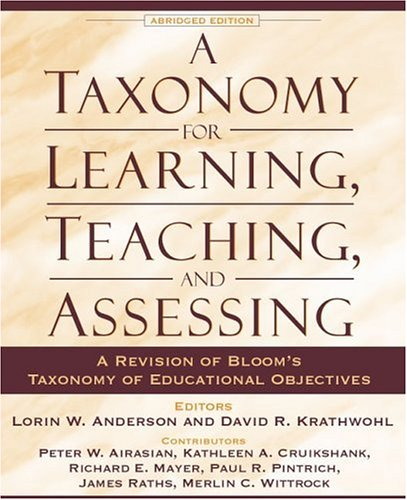 ABRIDGED EDITION
A
TAXONOMY
FOR
LEARNING,
TEACHING,
AND
ASSESSING
A REVISION OF BLOOM'S
TAXONOMY OF EDUCATIONAL OBJECTIVES
EDITORS
LORIN W. ANDERSON AND DAVID R. KRATHWOHL
CONTRIBUTORS
PETER W. AIRASIAN, KATHLEEN A. CRUIKSHANK,
RICHARD E. MAYER, PAUL R. PINTRICH,
JAMES RATHS, MERLIN C. WITTROCK